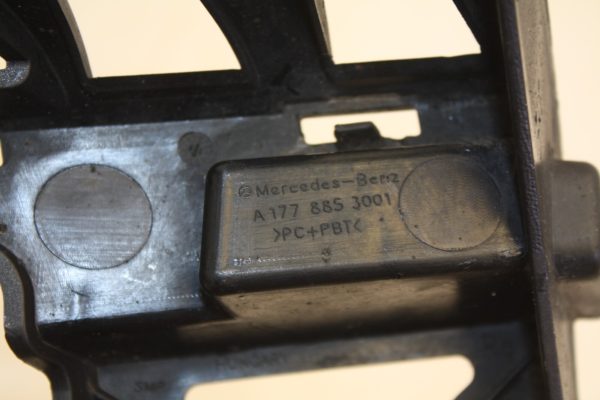 Mercedes-Benz
A 177 885 3001
>PC+PBT<